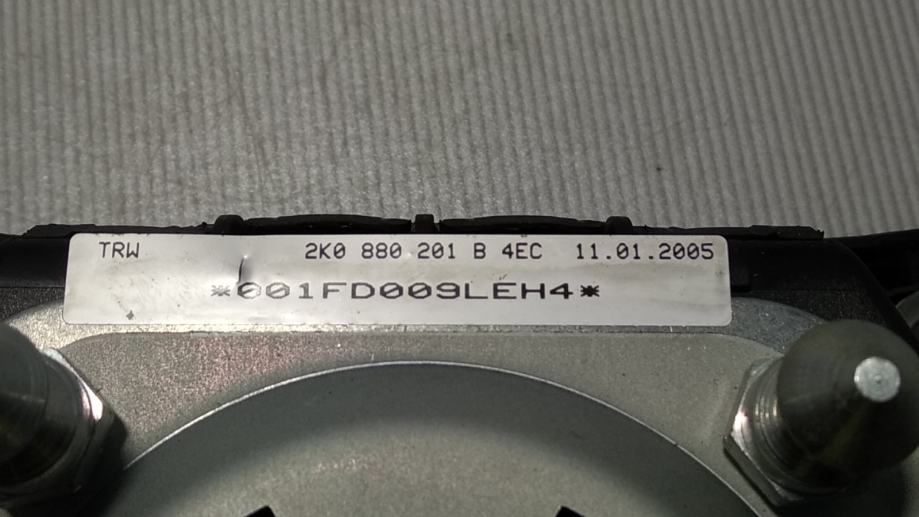 TRW 2K0 880 201 B 4EC 11.01.2005
*001FD009LEH4*